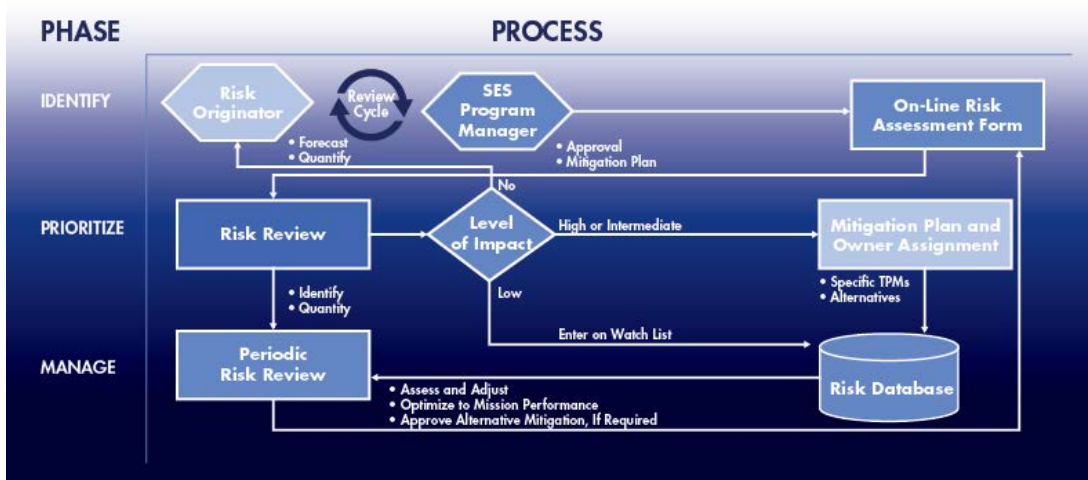 PHASE
PROCESS
IDENTIFY
Risk
Originator
Review
Cycle
SES
Program
Manager
On-Line Risk
Assessment Form
• Forecast
• Quantify
• Approval
• Mitigation Plan
No
PRIORITIZE
Risk Review
Level
of Impact
High or Intermediate
Mitigation Plan and
Owner Assignment
• Identify
• Quantity
Low
• Specific TPMs
• Alternatives
Enter on Watch List
MANAGE
Periodic
Risk Review
Risk Database
• Assess and Adjust
• Optimize to Mission Performance
• Approve Alternative Mitigation, If Required